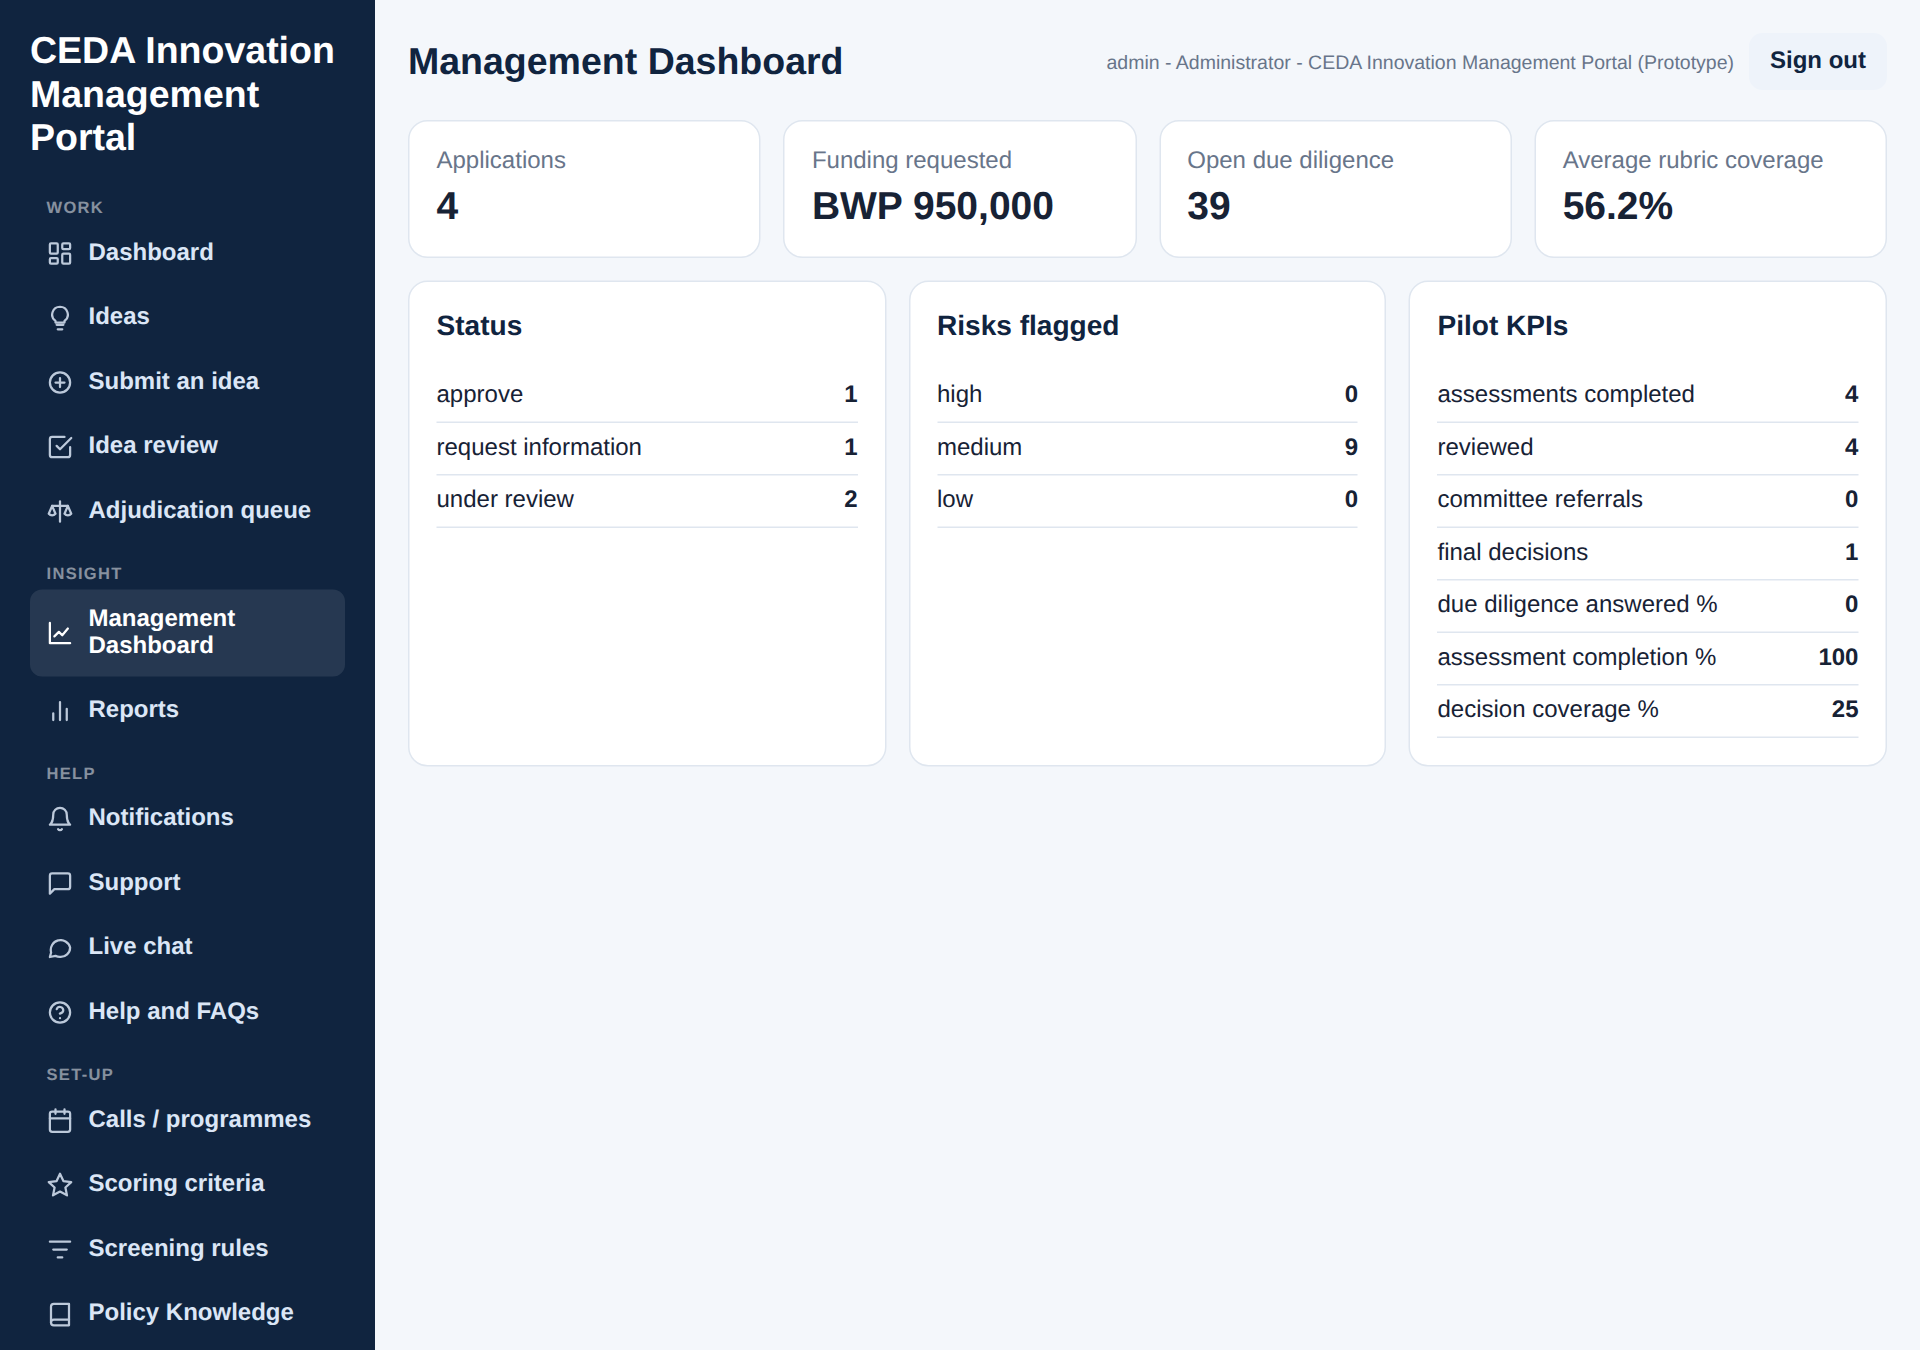 CEDA Innovation
Management
Portal
WORK
Dashboard
Ideas
Submit an idea
Idea review
Adjudication queue
INSIGHT
Management
Dashboard
Reports
HELP
Notifications
Support
Live chat
Help and FAQs
SET-UP
Calls / programmes
Scoring criteria
Screening rules
Policy Knowledge
Management Dashboard
admin - Administrator - CEDA Innovation Management Portal (Prototype)
Sign out
Applications
4
Funding requested
BWP 950,000
Open due diligence
39
Average rubric coverage
56.2%
Status
approve 1
request information 1
under review 2
Risks flagged
high 0
medium 9
low 0
Pilot KPIs
assessments completed 4
reviewed 4
committee referrals 0
final decisions 1
due diligence answered % 0
assessment completion % 100
decision coverage % 25